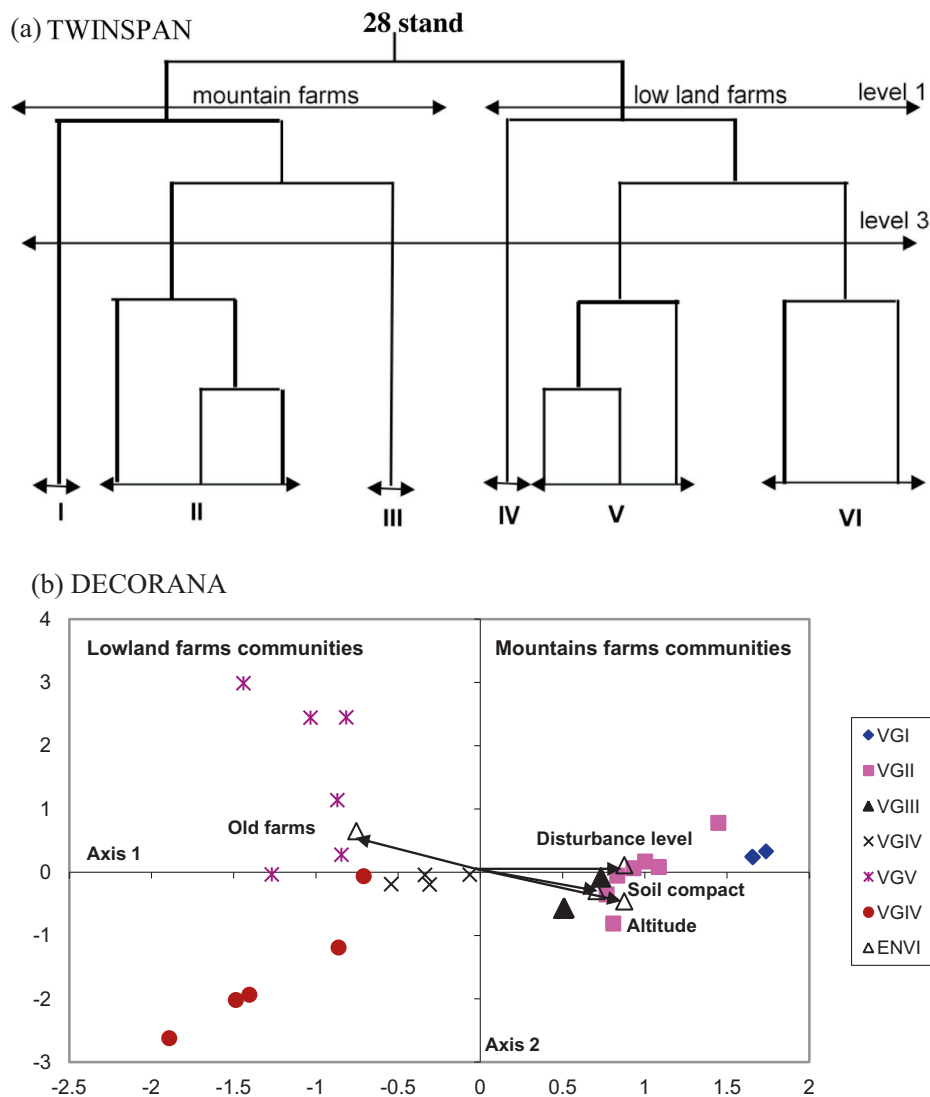 (a) TWINSPAN
28 stand
mountain farms
low land farms
level 1
level 3
I
II
III
IV
V
VI
(b) DECORANA
4
3
2
1
0
-1
-2
-3
Lowland farms communities
Mountains farms communities
Old farms
Disturbance level
Axis 1
Soil compact
Altitude
Axis 2
-2.5
-2
-1.5
-1
-0.5
0
0.5
1
1.5
2
VGI
VGII
VGIII
VGIV
VGV
VGIV
ENVI